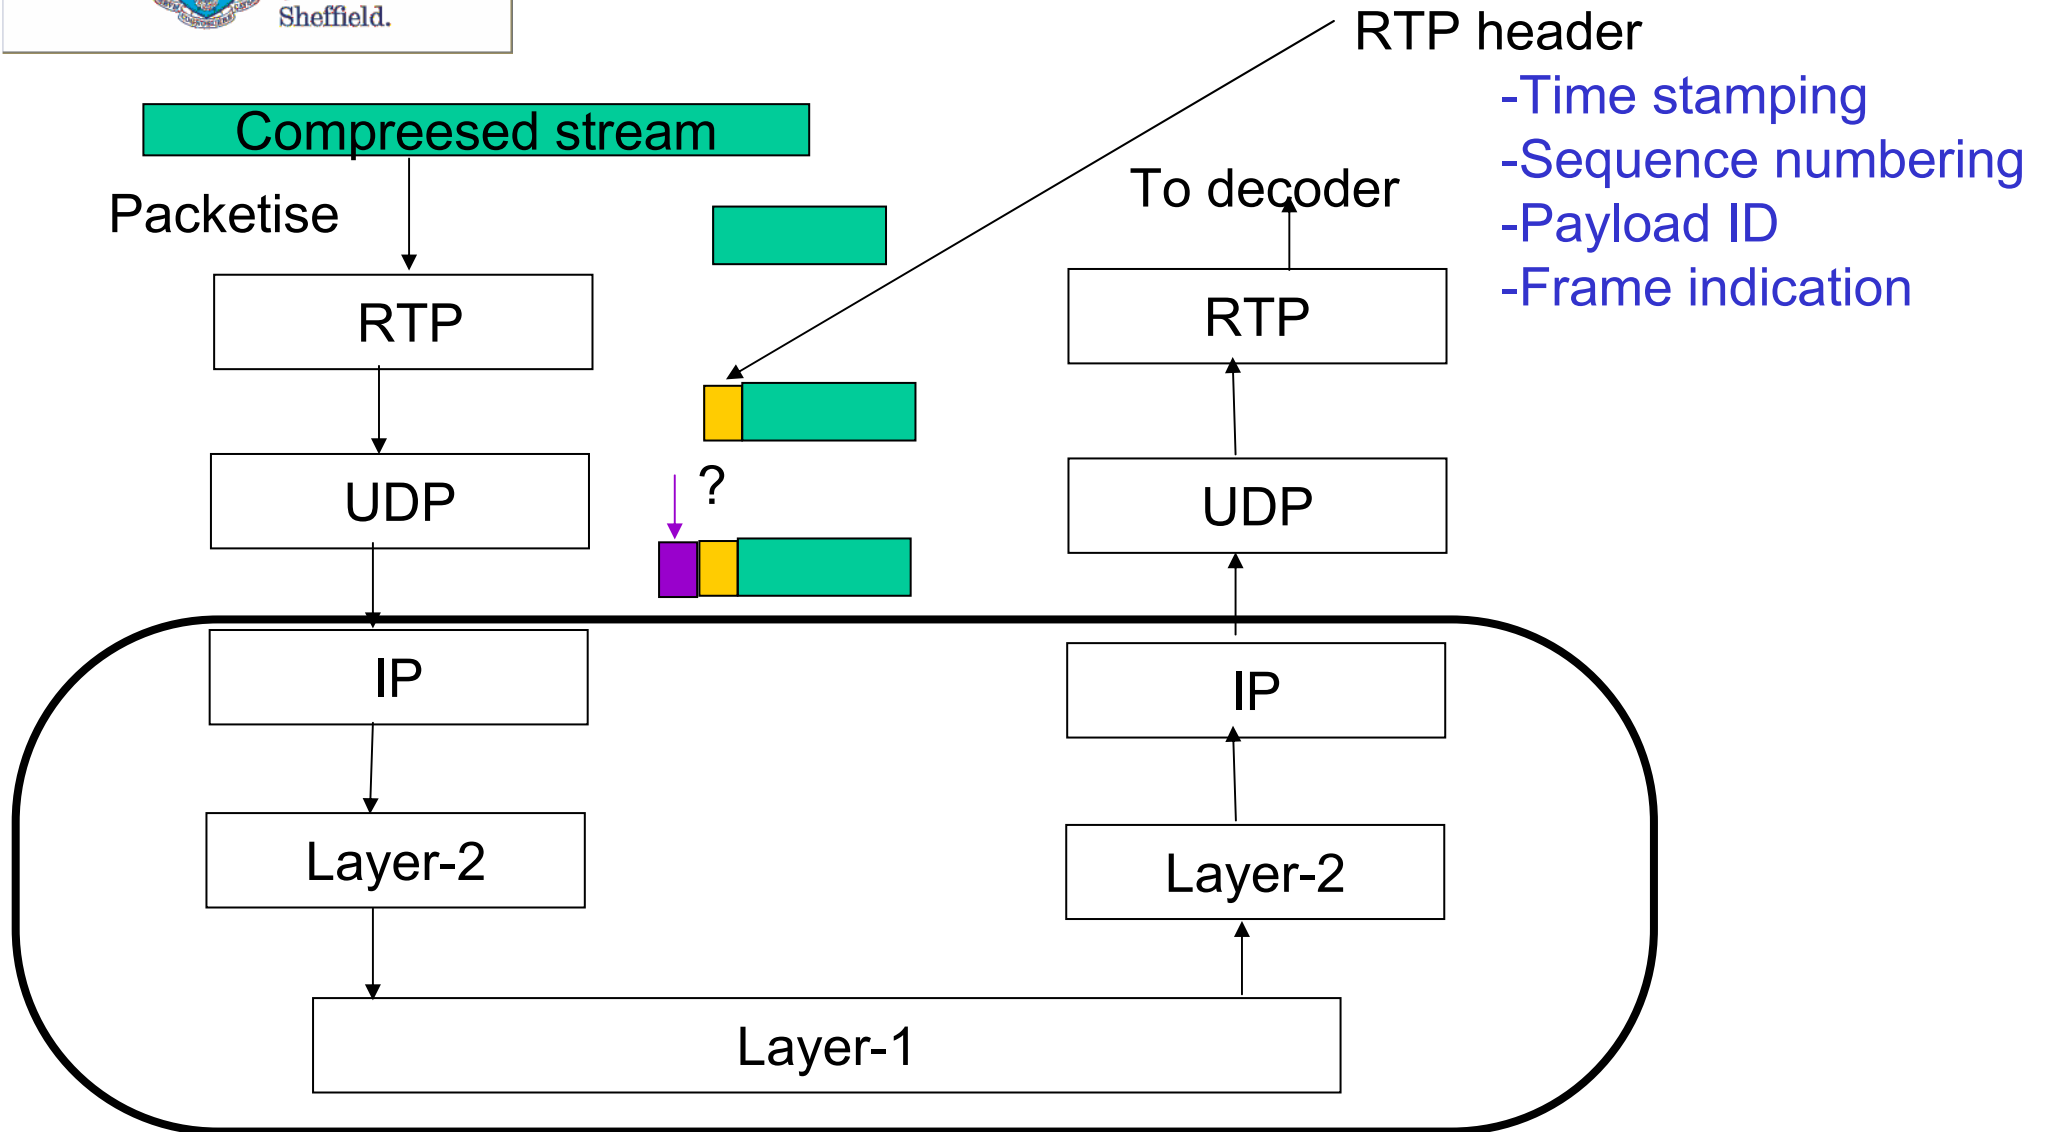 Sheffield.
RTP header
-Time stamping
-Sequence numbering
-Payload ID
-Frame indication
Compreesed stream
Packetise
To decoder
RTP
RTP
?
UDP
UDP
IP
IP
Layer-2
Layer-2
Layer-1